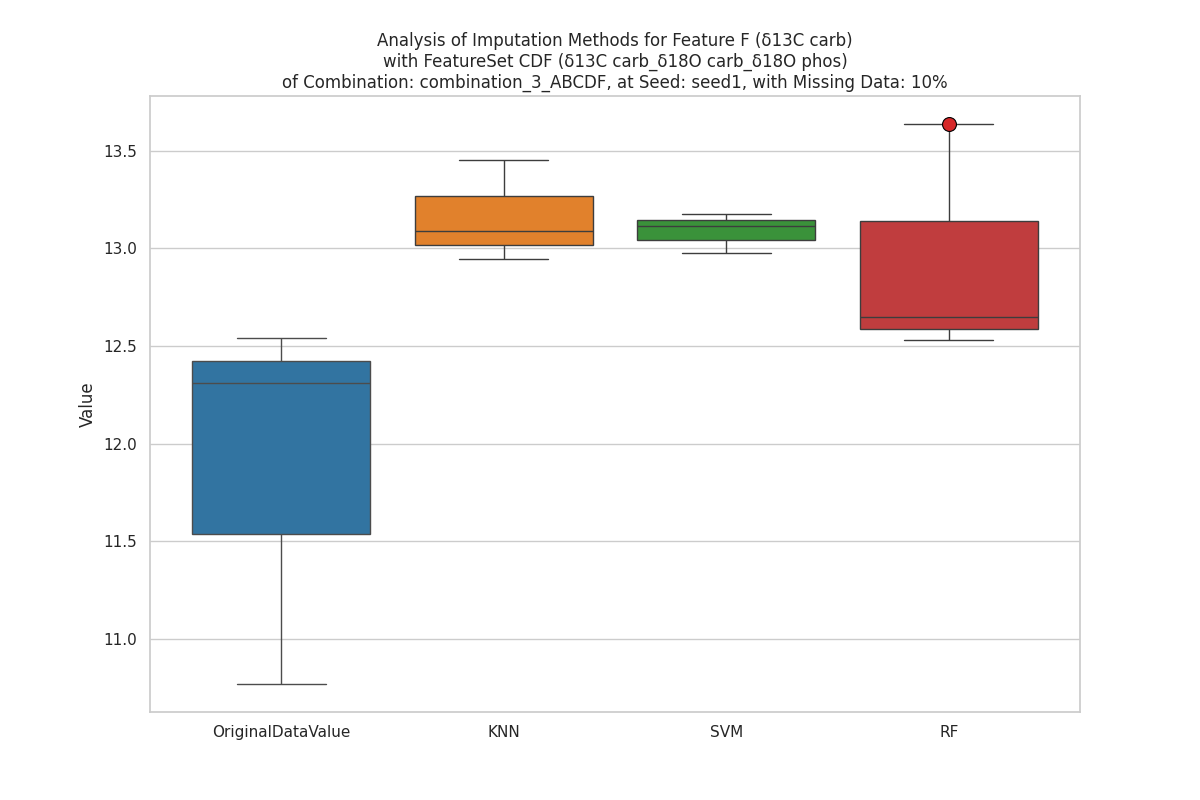 Analysis of Imputation Methods for Feature F (δ13C carb)
with FeatureSet CDF (δ13C carb_δ18O carb_δ18O phos)
of Combination: combination_3_ABCDF, at Seed: seed1, with Missing Data: 10%
13.5
13.0
12.5
12.0
11.5
11.0
Value
OriginalDataValue
KNN
SVM
RF